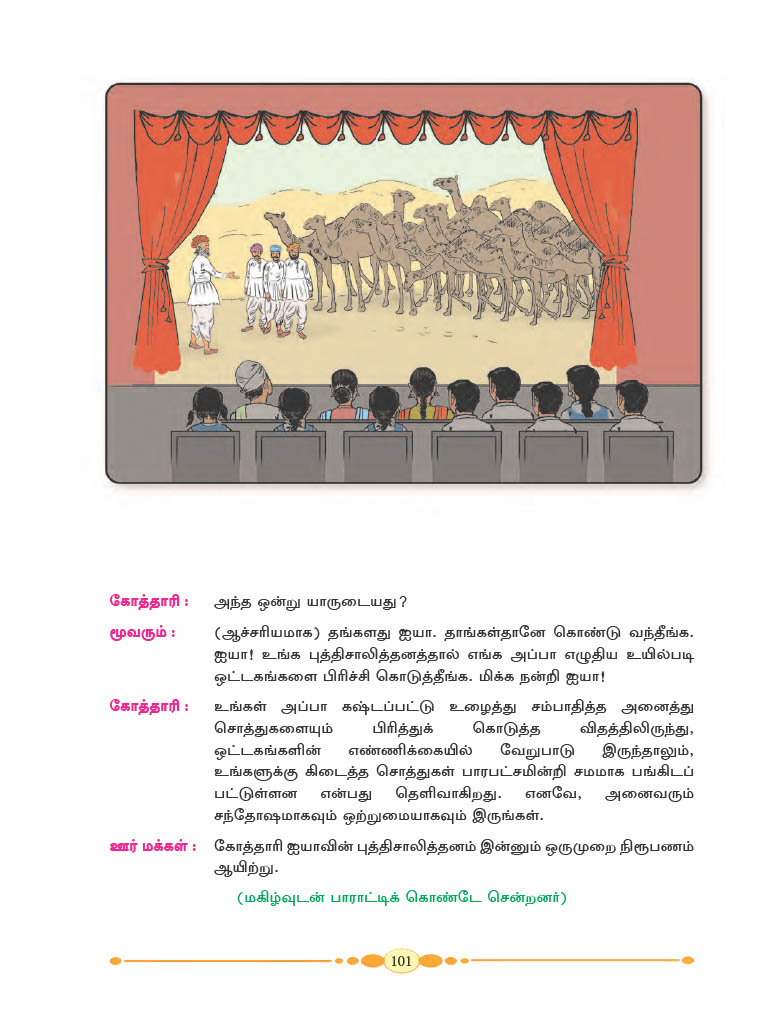 கோத்தாரி : அந்த ஒன்று யாருடையது?
மூவரும் : (ஆச்சரியமாக) தங்களது ஐயா. தாங்கள்தானே கொண்டு வந்தீங்க.
ஐயா! உங்க புத்திசாலித்தனத்தால் எங்க அப்பா எழுதிய உயில்படி
ஒட்டகங்களை பிரிச்சி கொடுத்தீங்க. மிக்க நன்றி ஐயா!
கோத்தாரி : உங்கள் அப்பா கஷ்டப்பட்டு உழைத்து சம்பாதித்த அனைத்து
சொத்துகளையும் பிரித்துக் கொடுத்த விதத்திலிருந்து,
ஒட்டகங்களின் எண்ணிக்கையில் வேறுபாடு இருந்தாலும்,
உங்களுக்கு கிடைத்த சொத்துகள் பாரபட்சமின்றி சமமாக பங்கிடப்
பட்டுள்ளன என்பது தெளிவாகிறது. எனவே, அனைவரும்
சந்தோஷமாகவும் ஒற்றுமையாகவும் இருங்கள்.
ஊர் மக்கள் : கோத்தாரி ஐயாவின் புத்திசாலித்தனம் இன்னும் ஒருமுறை நிரூபணம்
ஆயிற்று.
(மகிழ்வுடன் பாராட்டிக் கொண்டே சென்றனர்)
101